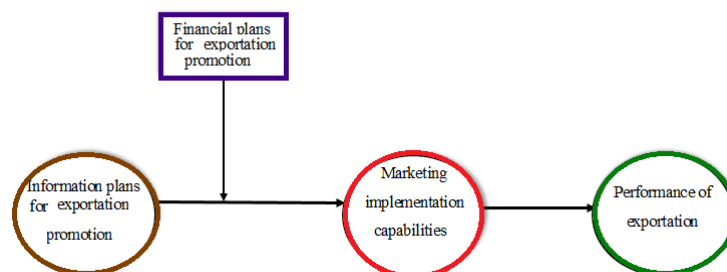 Financial plans
for exportation
promotion
Information plans
for exportation
promotion
Marketing
implementation
capabilities
Performance of
exportation